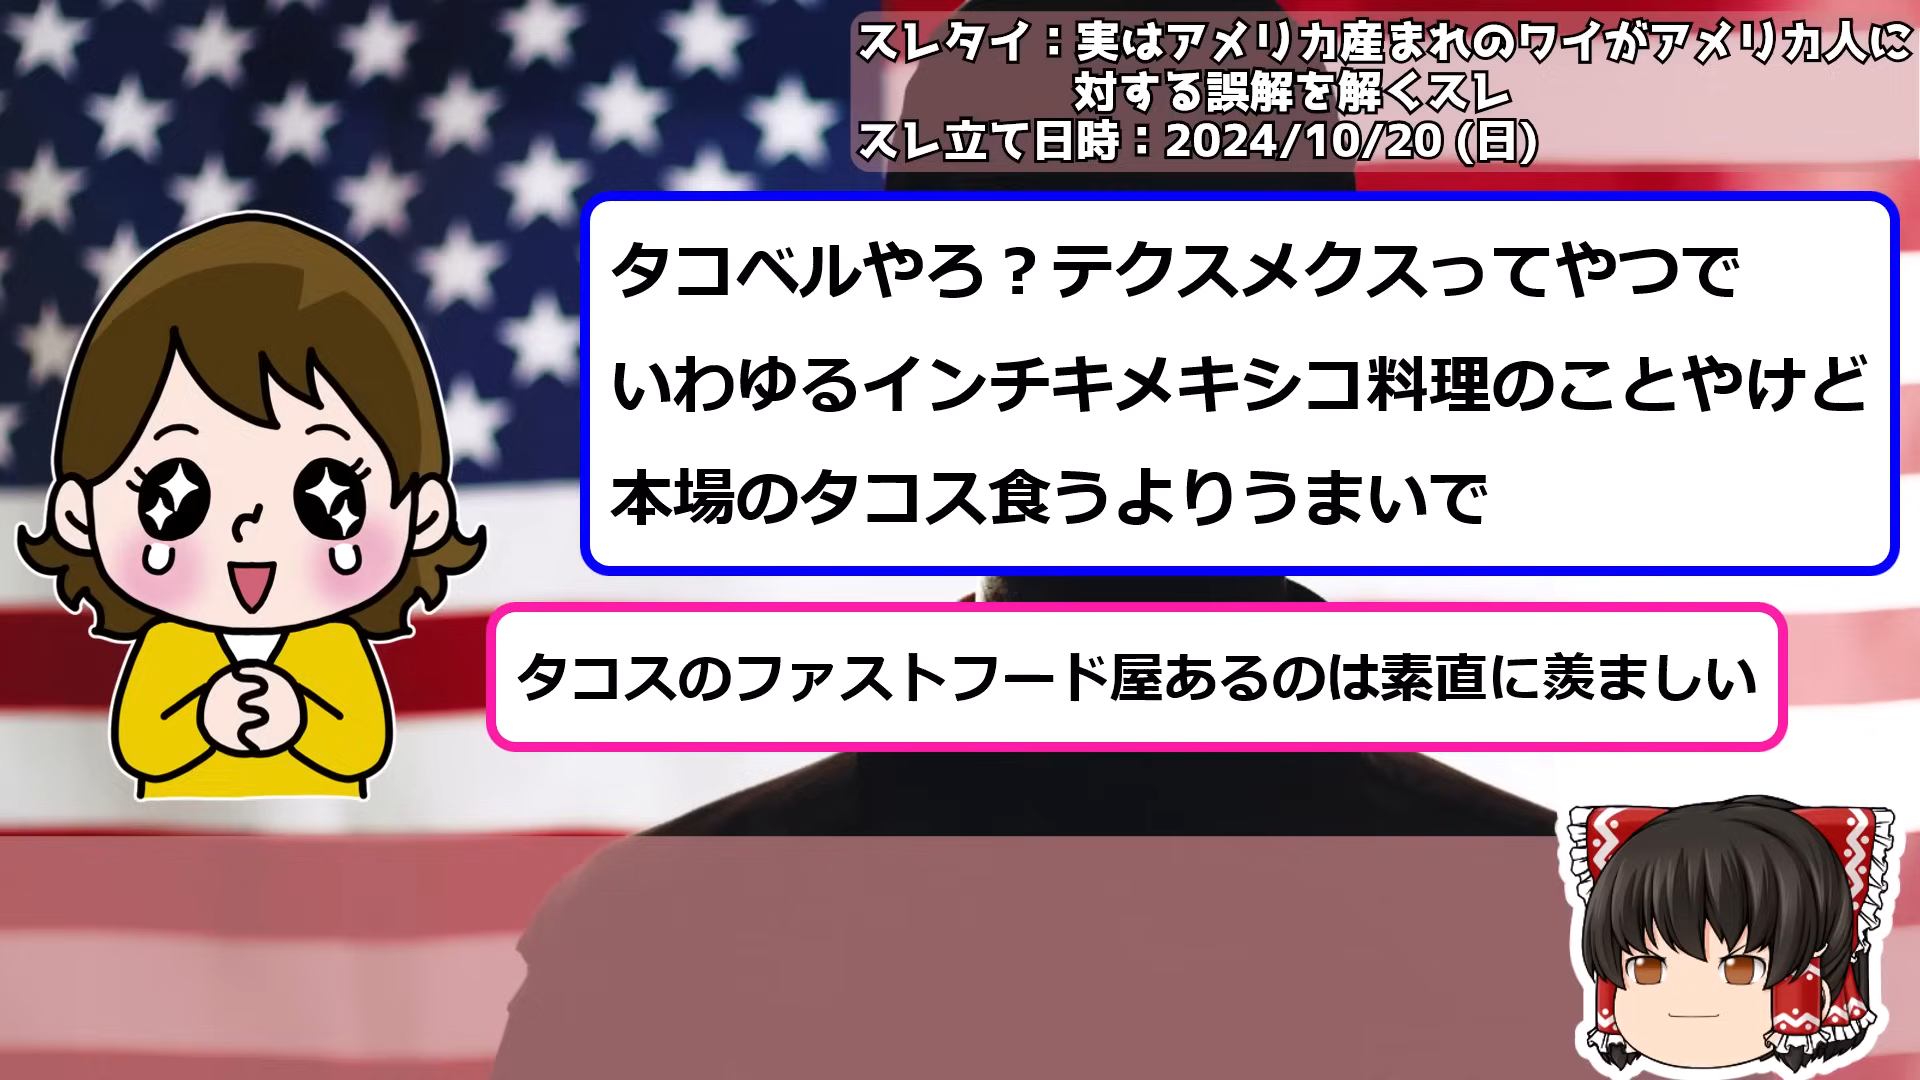 スレタイ：実はアメリカ産まれのワイがアメリカ人に
対する誤解を解くスレ
スレ立て日時：2024/10/20 (日)
タコベルやろ？テクスメクスってやつで
いわゆるインチキメキシコ料理のことやけど
本場のタコス食うよりうまいで
タコスのファストフード屋あるのは素直に羨ましい